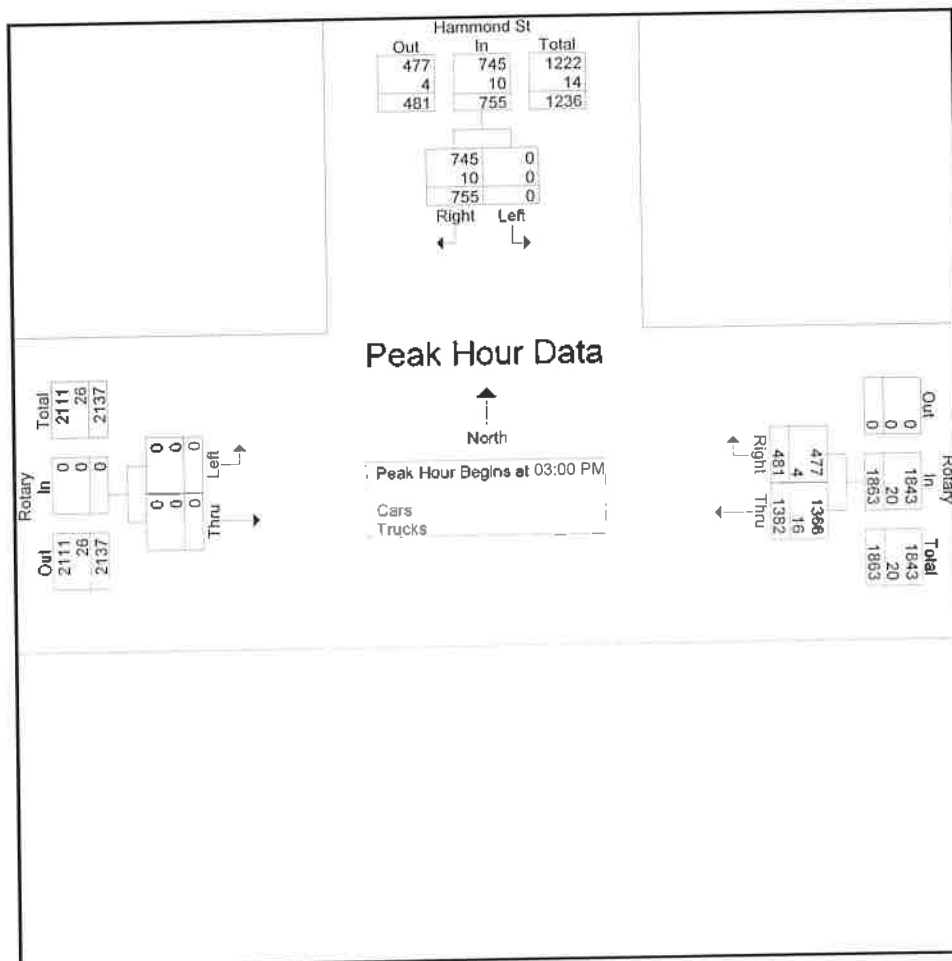 Hammond St
Out In Total
477 745 1222
4 10 14
481 755 1236
745 0
10 0
755 0
Right Left
Peak Hour Data
North
Peak Hour Begins at 03:00 PM
Cars
Trucks
Rotary
Total In Out
2111 0 2111
26 0 26
2137 0 2137
Left Thru
0 0
0 0
0 0
Rotary
Out In Total
0 1843 1843
0 20 20
0 1863 1863
477 1366
4 16
481 1382
Right Thru